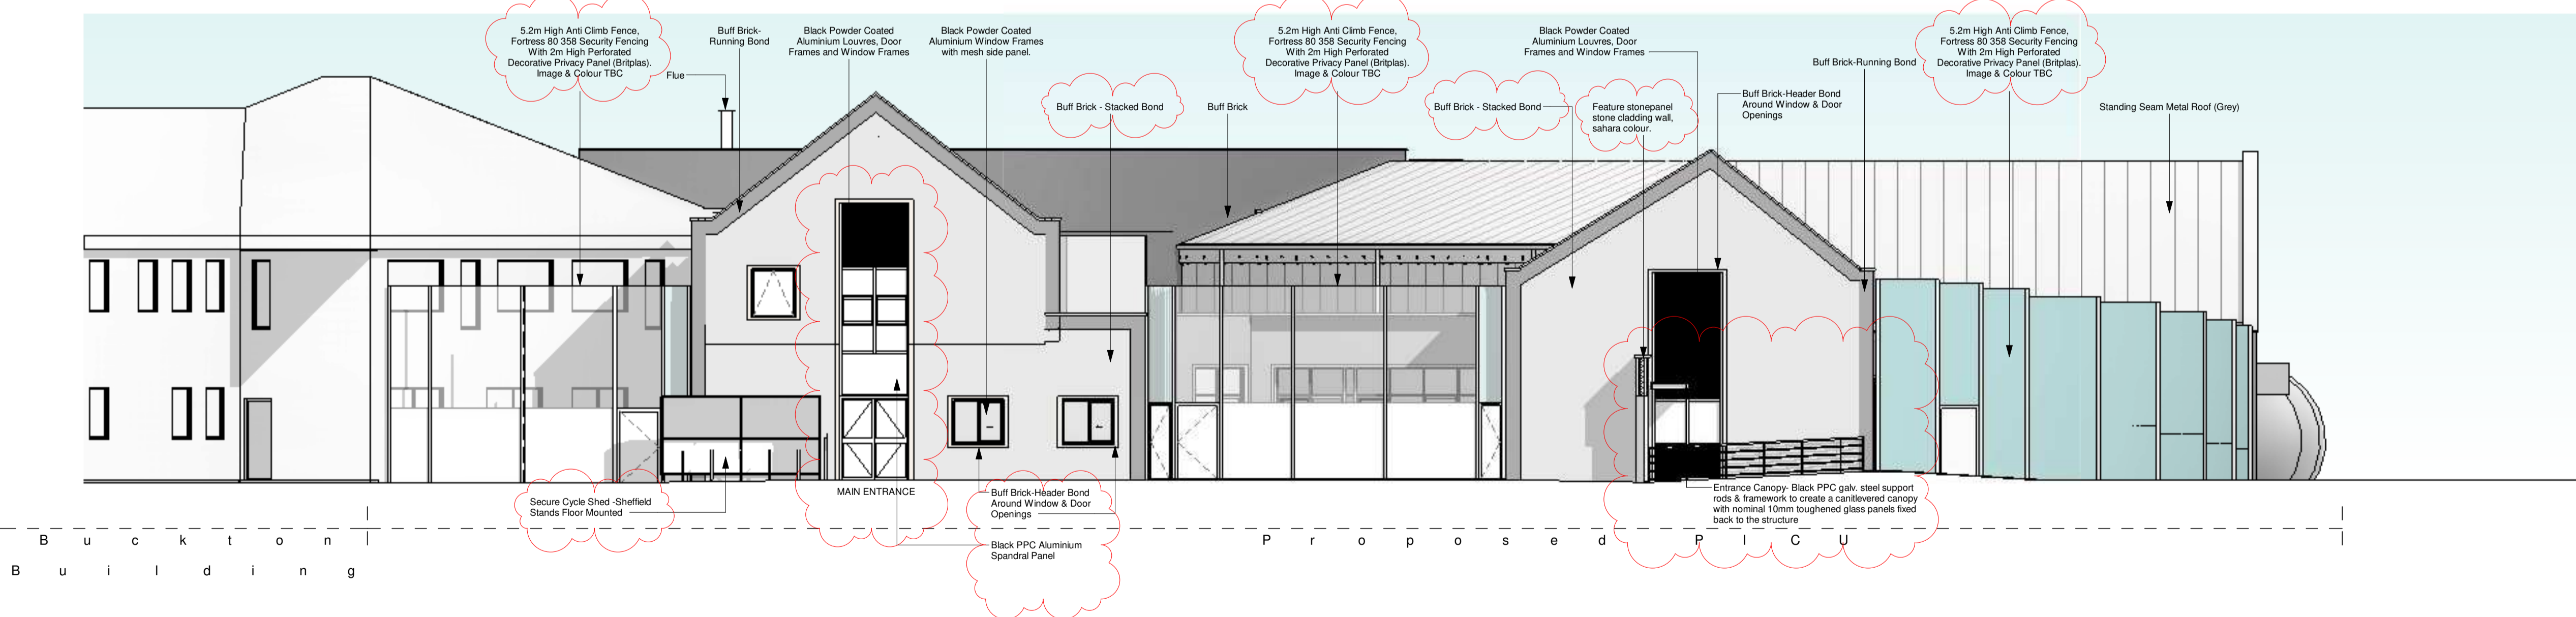 5.2m High Anti Climb Fence,
Fortress 80 358 Security Fencing
With 2m High Perforated
Decorative Privacy Panel (Britplas).
Image & Colour TBC
Flue
Buff Brick-
Running Bond
Black Powder Coated
Aluminium Louvres, Door
Frames and Window Frames
Black Powder Coated
Aluminium Window Frames
with mesh side panel.
Buff Brick - Stacked Bond
Buff Brick
5.2m High Anti Climb Fence,
Fortress 80 358 Security Fencing
With 2m High Perforated
Decorative Privacy Panel (Britplas).
Image & Colour TBC
Buff Brick - Stacked Bond
Black Powder Coated
Aluminium Louvres, Door
Frames and Window Frames
Feature stonepanel
stone cladding wall,
sahara colour.
Buff Brick-Header Bond
Around Window & Door
Openings
Buff Brick-Running Bond
5.2m High Anti Climb Fence,
Fortress 80 358 Security Fencing
With 2m High Perforated
Decorative Privacy Panel (Britplas).
Image & Colour TBC
Standing Seam Metal Roof (Grey)
Secure Cycle Shed -Sheffield
Stands Floor Mounted
MAIN ENTRANCE
Buff Brick-Header Bond
Around Window & Door
Openings
Black PPC Aluminium
Spandral Panel
Entrance Canopy- Black PPC galv. steel support
rods & framework to create a canitlevered canopy
with nominal 10mm toughened glass panels fixed
back to the structure
Buckton
Building
Proposed PICU